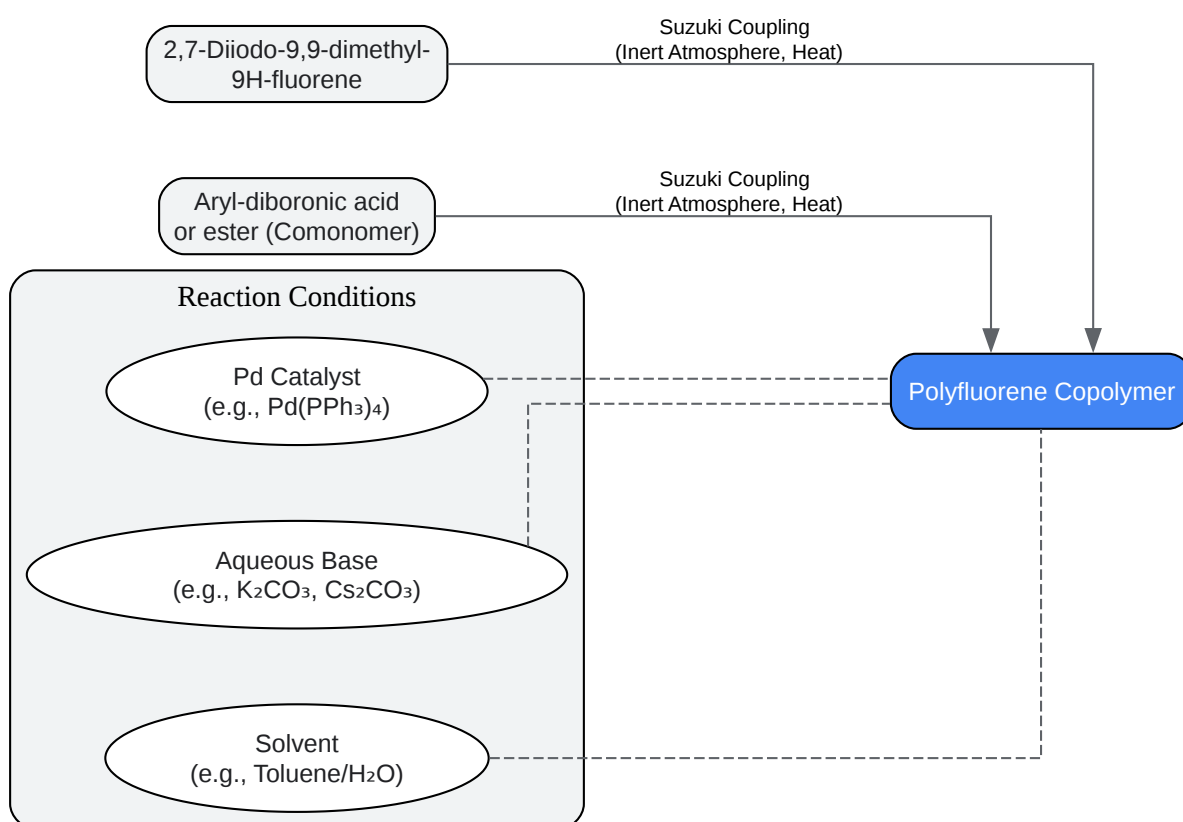 2,7-Diiodo-9,9-dimethyl-
9H-fluorene
Suzuki Coupling
(Inert Atmosphere, Heat)
Aryl-diboronic acid
or ester (Comonomer)
Suzuki Coupling
(Inert Atmosphere, Heat)
Reaction Conditions
Pd Catalyst
(e.g., Pd(PPh₃)₄)
Polyfluorene Copolymer
Aqueous Base
(e.g., K₂CO₃, Cs₂CO₃)
Solvent
(e.g., Toluene/H₂O)